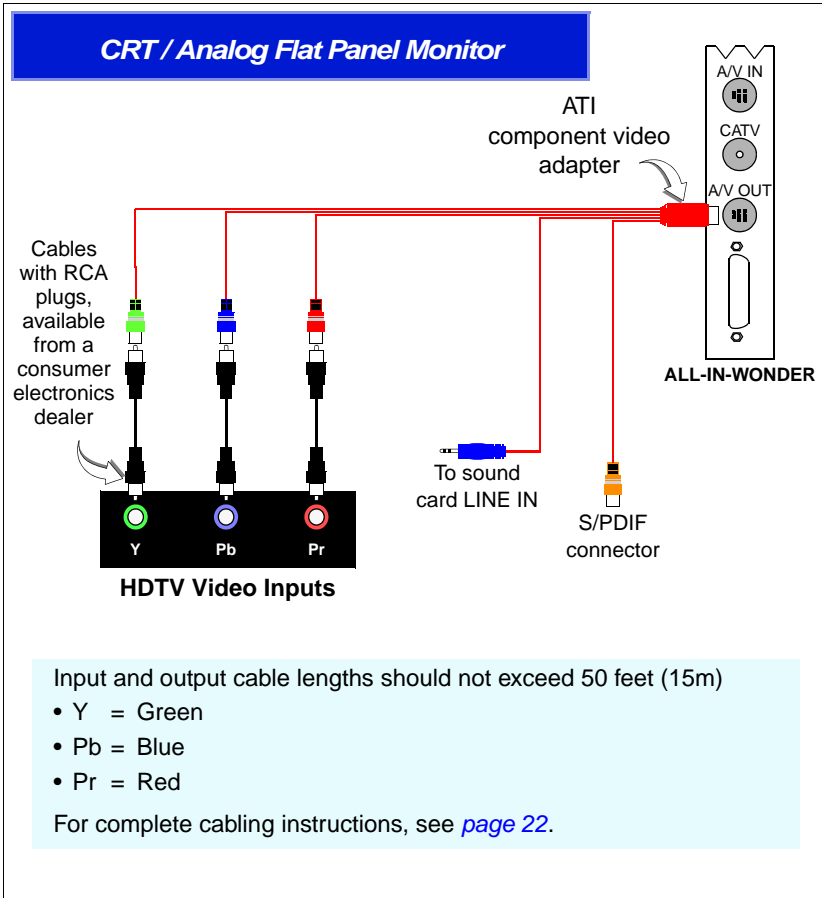 CRT / Analog Flat Panel Monitor
A/V IN
CATV
A/V OUT
ALL-IN-WONDER
ATI
component video
adapter
Cables
with RCA
plugs,
available
from a
consumer
electronics
dealer
To sound
card LINE IN
S/PDIF
connector
Y Pb Pr
HDTV Video Inputs
Input and output cable lengths should not exceed 50 feet (15m)
• Y = Green
• Pb = Blue
• Pr = Red
For complete cabling instructions, see page 22.